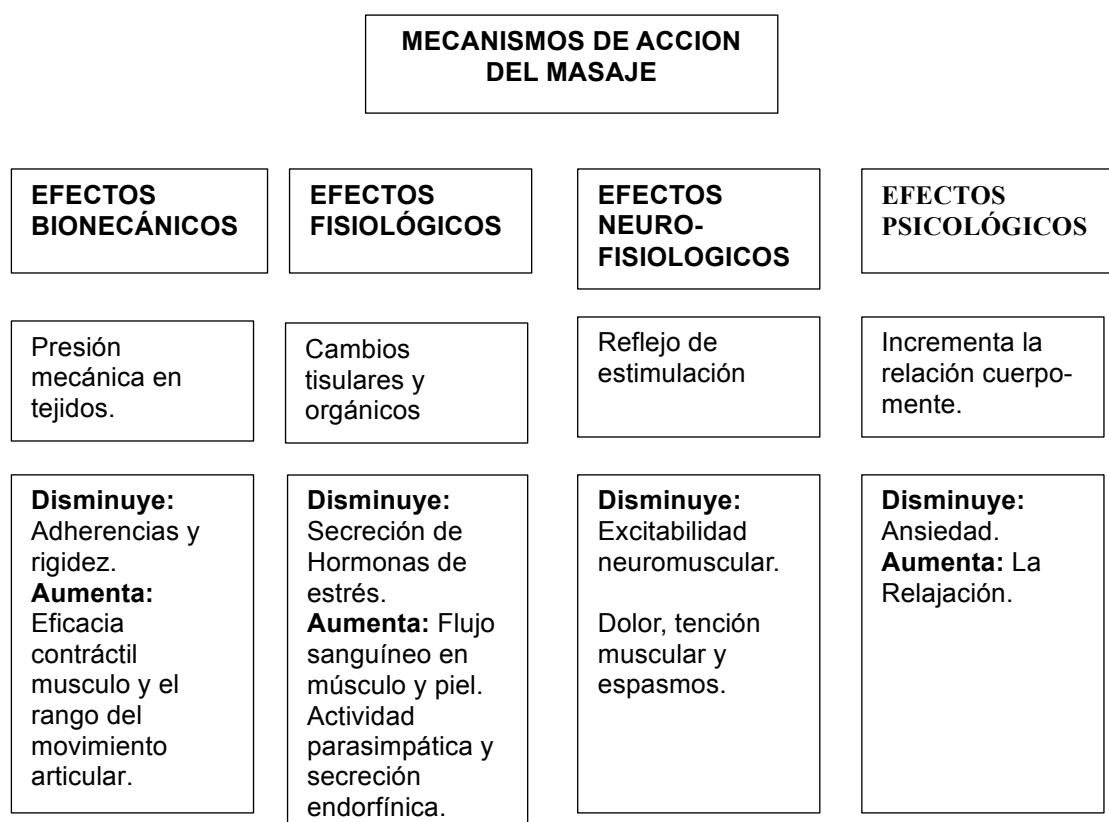 MECANISMOS DE ACCION
DEL MASAJE
EFECTOS
BIONECÁNICOS
EFECTOS
FISIOLÓGICOS
EFECTOS
NEURO-
FISIOLOGICOS
EFECTOS
PSICOLÓGICOS
Presión
mecánica en
tejidos.
Cambios
tisulares y
orgánicos
Reflejo de
estimulación
Incrementa la
relación cuerpo-
mente.
Disminuye:
Adherencias y
rigidez.
Aumenta:
Eficacia
contráctil
musculo y el
rango del
movimiento
articular.
Disminuye:
Secreción de
Hormonas de
estrés.
Aumenta: Flujo
sanguíneo en
músculo y piel.
Actividad
parasimpática y
secreción
endorfínica.
Disminuye:
Excitabilidad
neuromuscular.
Dolor, tención
muscular y
espasmos.
Disminuye:
Ansiedad.
Aumenta: La
Relajación.